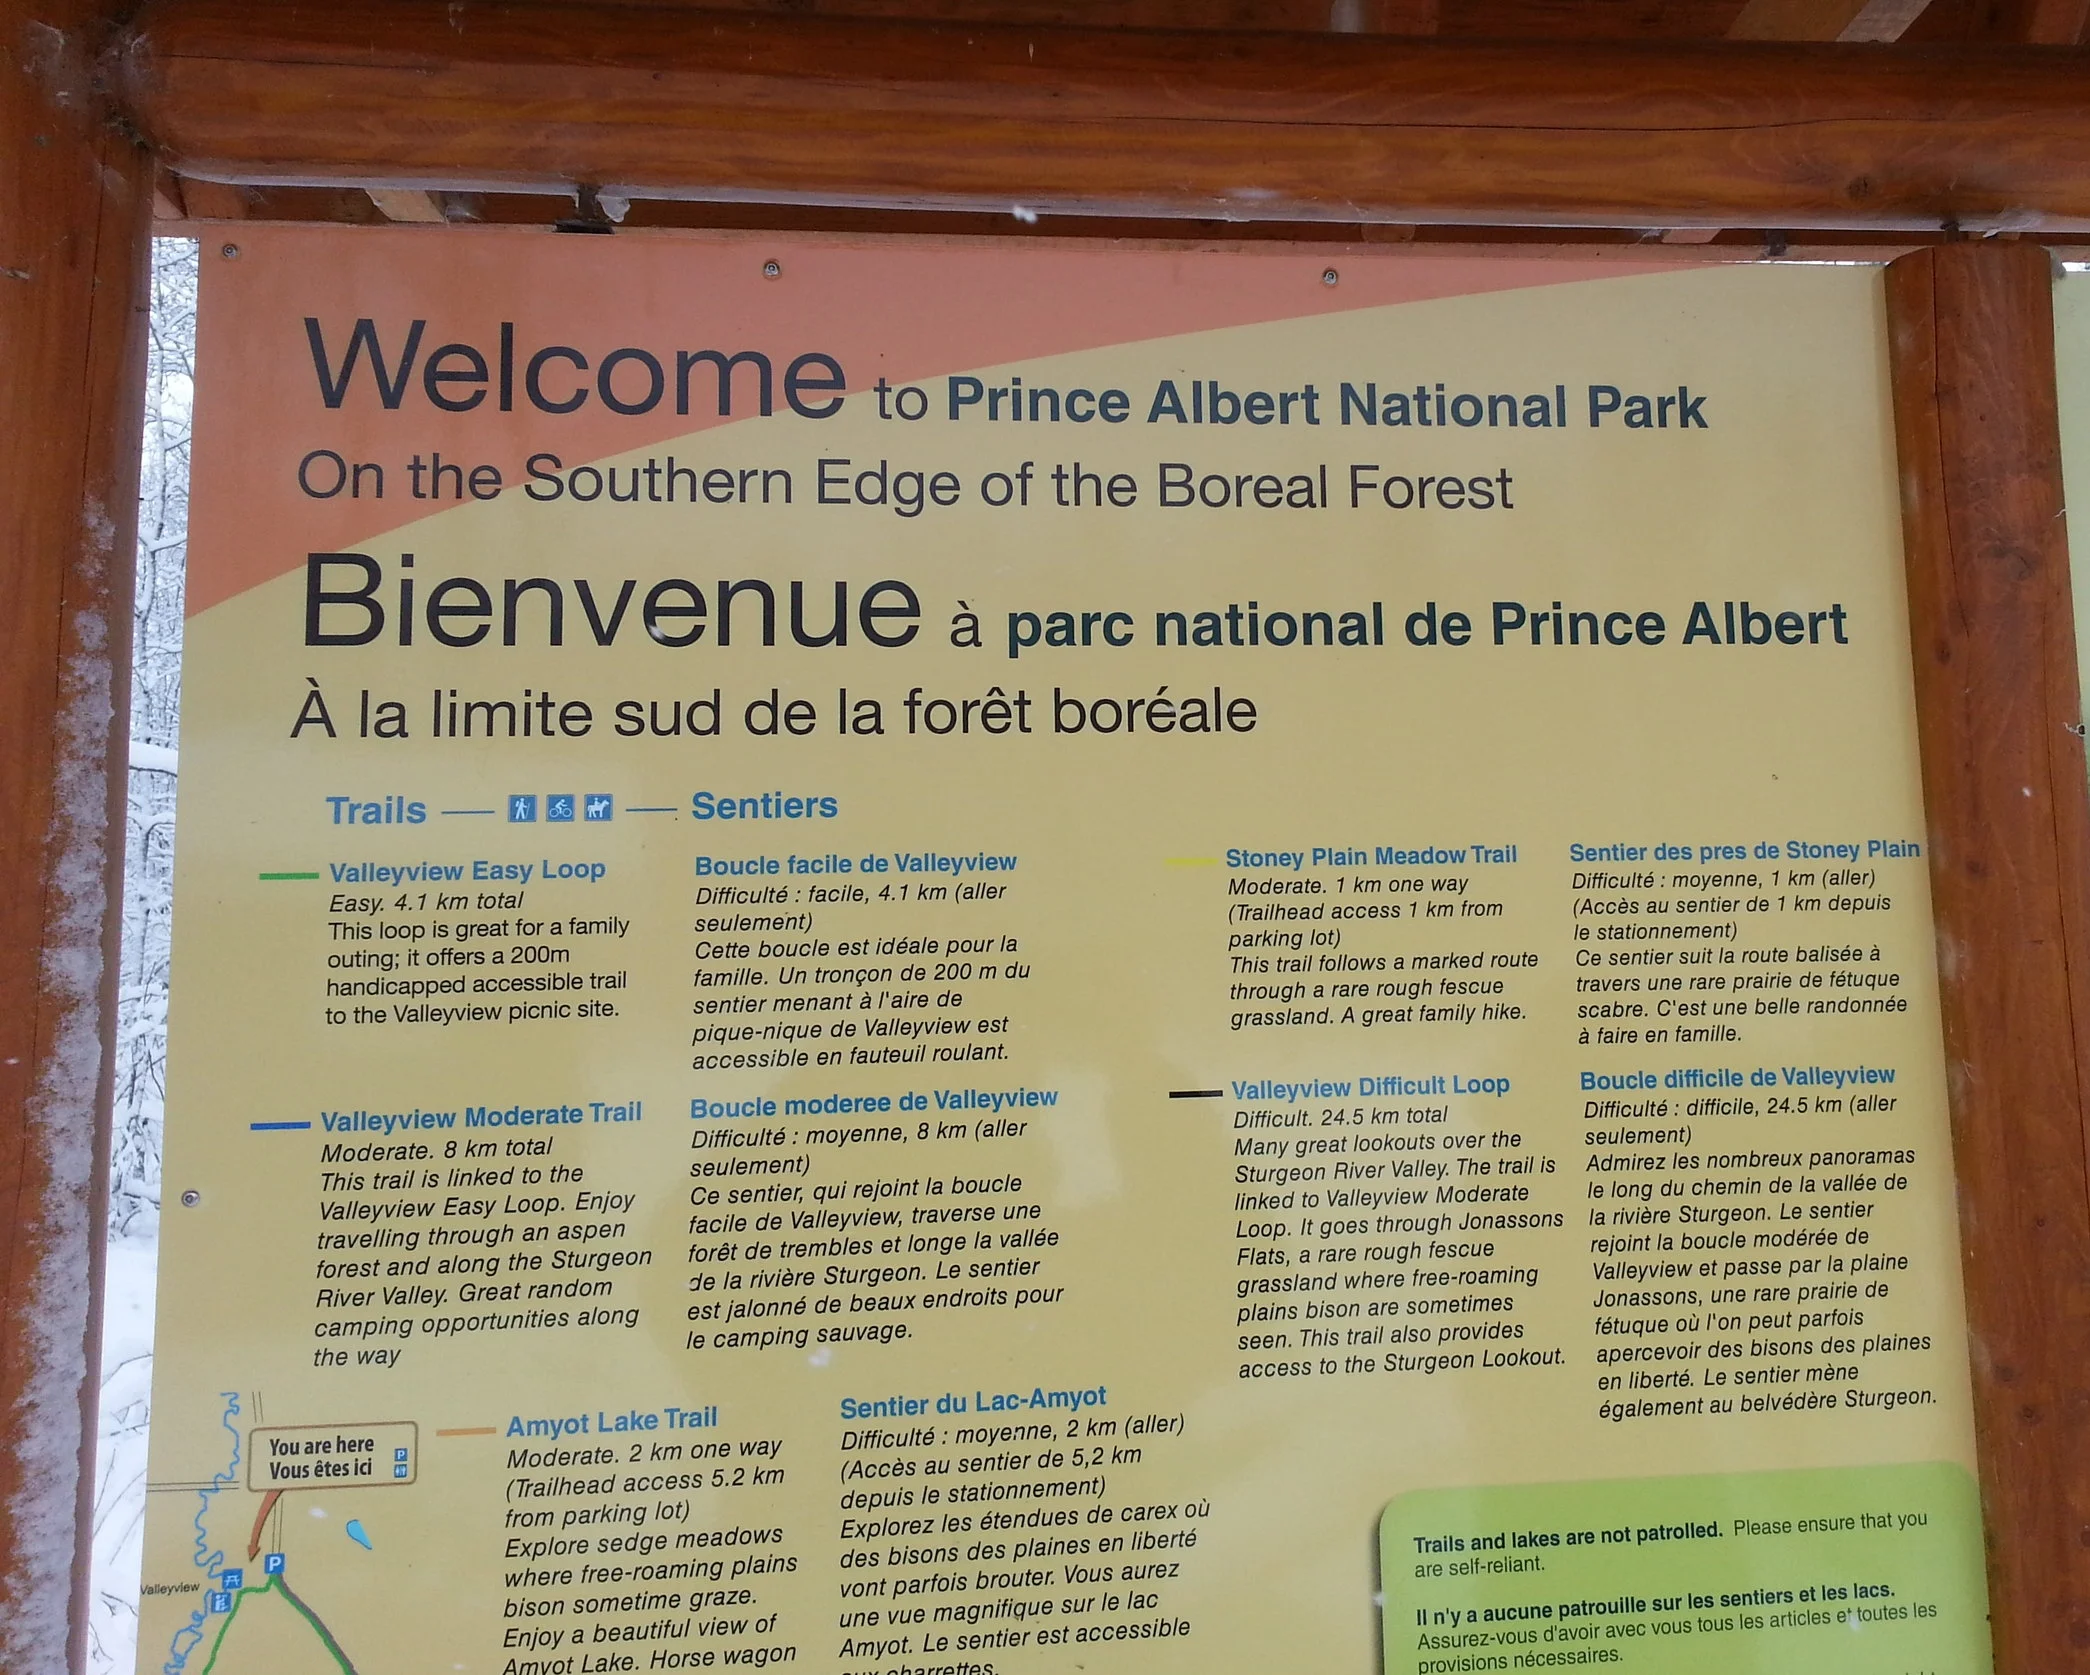 Welcome to Prince Albert National Park
On the Southern Edge of the Boreal Forest
Bienvenue à parc national de Prince Albert
À la limite sud de la forêt boréale
Trails
Sentiers
Valleyview Easy Loop
Easy. 4.1 km total
This loop is great for a family
outing; it offers a 200m
handicapped accessible trail
to the Valleyview picnic site.
Boucle facile de Valleyview
Difficulté : facile, 4.1 km (aller
seulement)
Cette boucle est idéale pour la
famille. Un tronçon de 200 m du
sentier menant à l'aire de
pique-nique de Valleyview est
accessible en fauteuil roulant.
Valleyview Moderate Trail
Moderate. 8 km total
This trail is linked to the
Valleyview Easy Loop. Enjoy
travelling through an aspen
forest and along the Sturgeon
River Valley. Great random
camping opportunities along
the way
Boucle moderee de Valleyview
Difficulté : moyenne, 8 km (aller
seulement)
Ce sentier, qui rejoint la boucle
facile de Valleyview, traverse une
forêt de trembles et longe la vallée
de la rivière Sturgeon. Le sentier
est jalonné de beaux endroits pour
le camping sauvage.
Stoney Plain Meadow Trail
Moderate. 1 km one way
(Trailhead access 1 km from
parking lot)
This trail follows a marked route
through a rare rough fescue
grassland. A great family hike.
Sentier des pres de Stoney Plain
Difficulté : moyenne, 1 km (aller)
(Accès au sentier de 1 km depuis
le stationnement)
Ce sentier suit la route balisée à
travers une rare prairie de fétuque
scabre. C'est une belle randonnée
à faire en famille.
Valleyview Difficult Loop
Difficult. 24.5 km total
Many great lookouts over the
Sturgeon River Valley. The trail is
linked to Valleyview Moderate
Loop. It goes through Jonassons
Flats, a rare rough fescue
grassland where free-roaming
plains bison are sometimes
seen. This trail also provides
access to the Sturgeon Lookout.
Boucle difficile de Valleyview
Difficulté : difficile, 24.5 km (aller
seulement)
Admirez les nombreux panoramas
le long du chemin de la vallée de
la rivière Sturgeon. Le sentier
rejoint la boucle modérée de
Valleyview et passe par la plaine
Jonassons, une rare prairie de
fétuque où l'on peut parfois
apercevoir des bisons des plaines
en liberté. Le sentier mène
également au belvédère Sturgeon.
You are here
Vous êtes ici
P
P
Valleyview
Amyot Lake Trail
Moderate. 2 km one way
(Trailhead access 5.2 km
from parking lot)
Explore sedge meadows
where free-roaming plains
bison sometime graze.
Enjoy a beautiful view of
Amyot Lake. Horse wagon
Sentier du Lac-Amyot
Difficulté : moyenne, 2 km (aller)
(Accès au sentier de 5,2 km
depuis le stationnement)
Explorez les étendues de carex où
des bisons des plaines en liberté
vont parfois brouter. Vous aurez
une vue magnifique sur le lac
Amyot. Le sentier est accessible
aux charrettes.
Trails and lakes are not patrolled. Please ensure that you
are self-reliant.
Il n'y a aucune patrouille sur les sentiers et les lacs.
Assurez-vous d'avoir avec vous tous les articles et toutes les
provisions nécessaires.